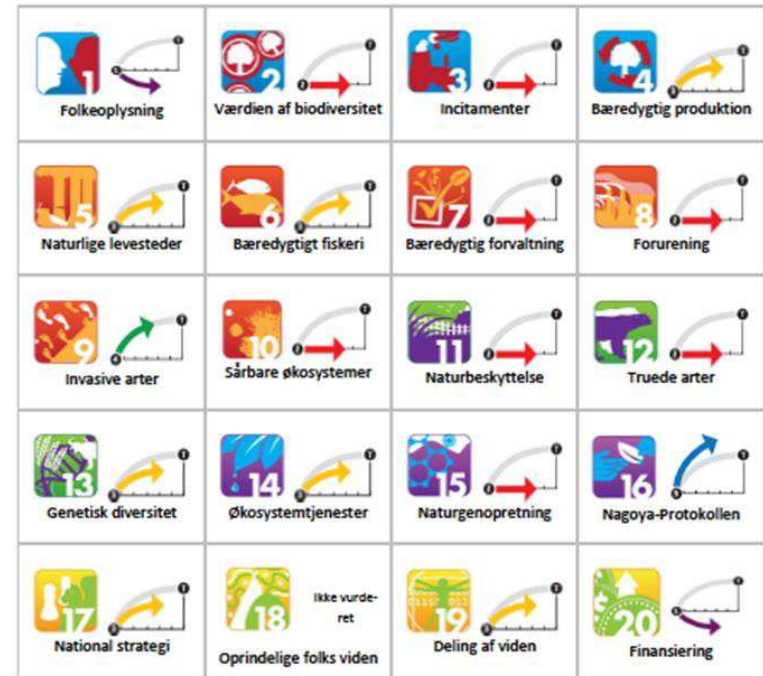 1
Folkeoplysning
2
Værdien af biodiversitet
3
Incitamenter
4
Bæredygtig produktion
5
Naturlige levesteder
6
Bæredygtigt fiskeri
7
Bæredygtig forvaltning
8
Forurening
9
Invasive arter
10
Sårbare økosystemer
11
Naturbeskyttelse
12
Truede arter
13
Genetisk diversitet
14
Økosystemtjenester
15
Naturgenopretning
16
Nagoya-Protokollen
17
National strategi
18
Ikke vurde-
ret
Oprindelige folks viden
19
Deling af viden
20
Finansiering